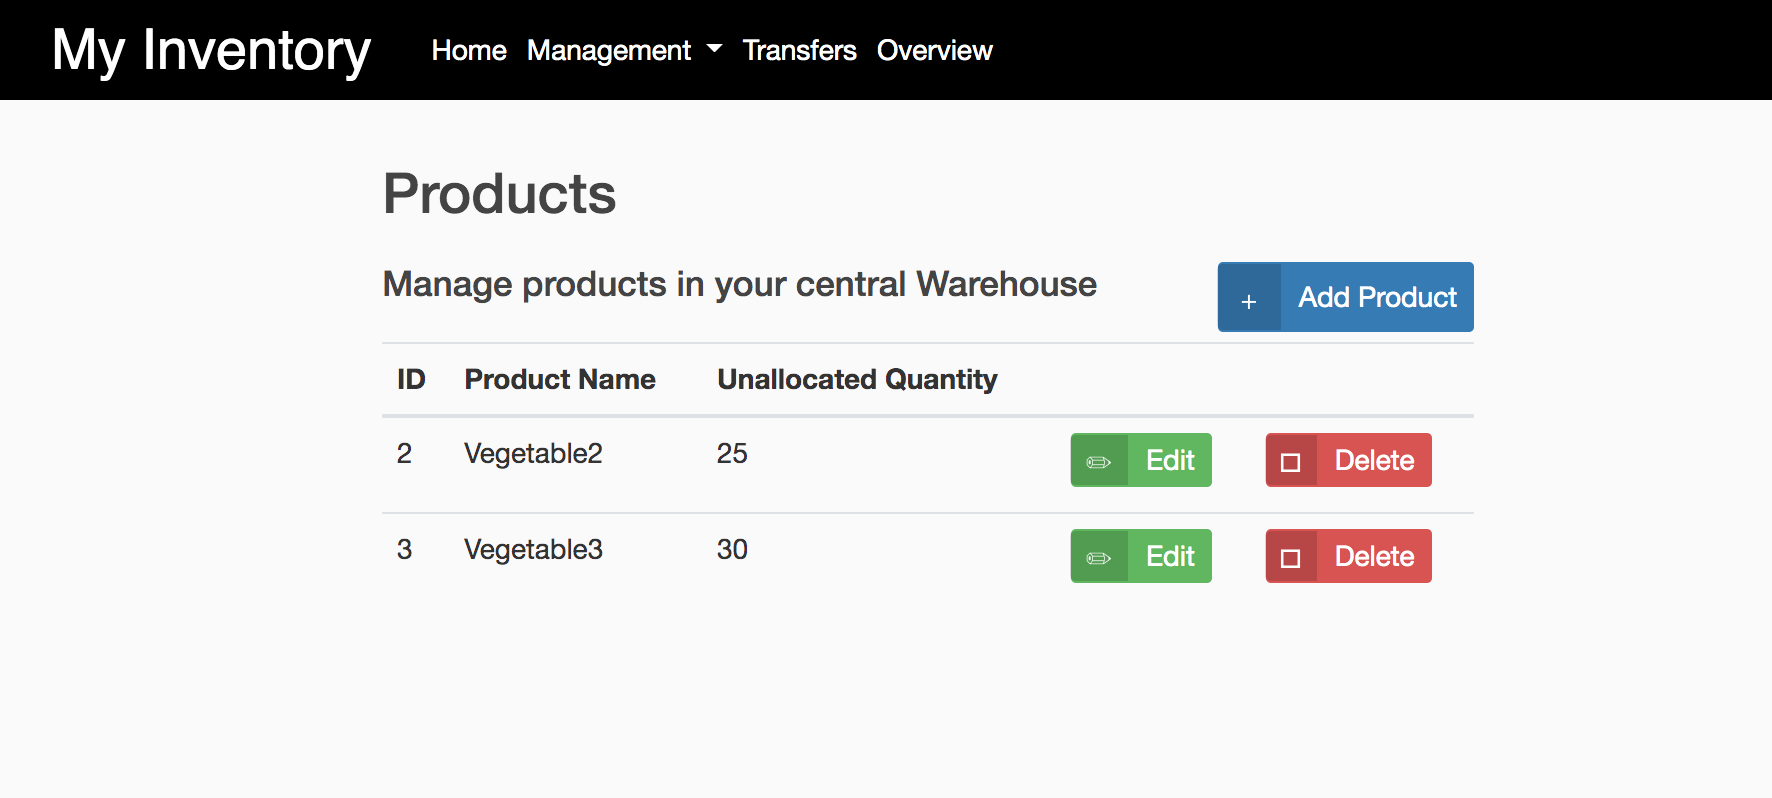 My Inventory Home Management Transfers Overview
Products
Manage products in your central Warehouse
+ Add Product
ID Product Name Unallocated Quantity
2 Vegetable2 25 Edit Delete
3 Vegetable3 30 Edit Delete